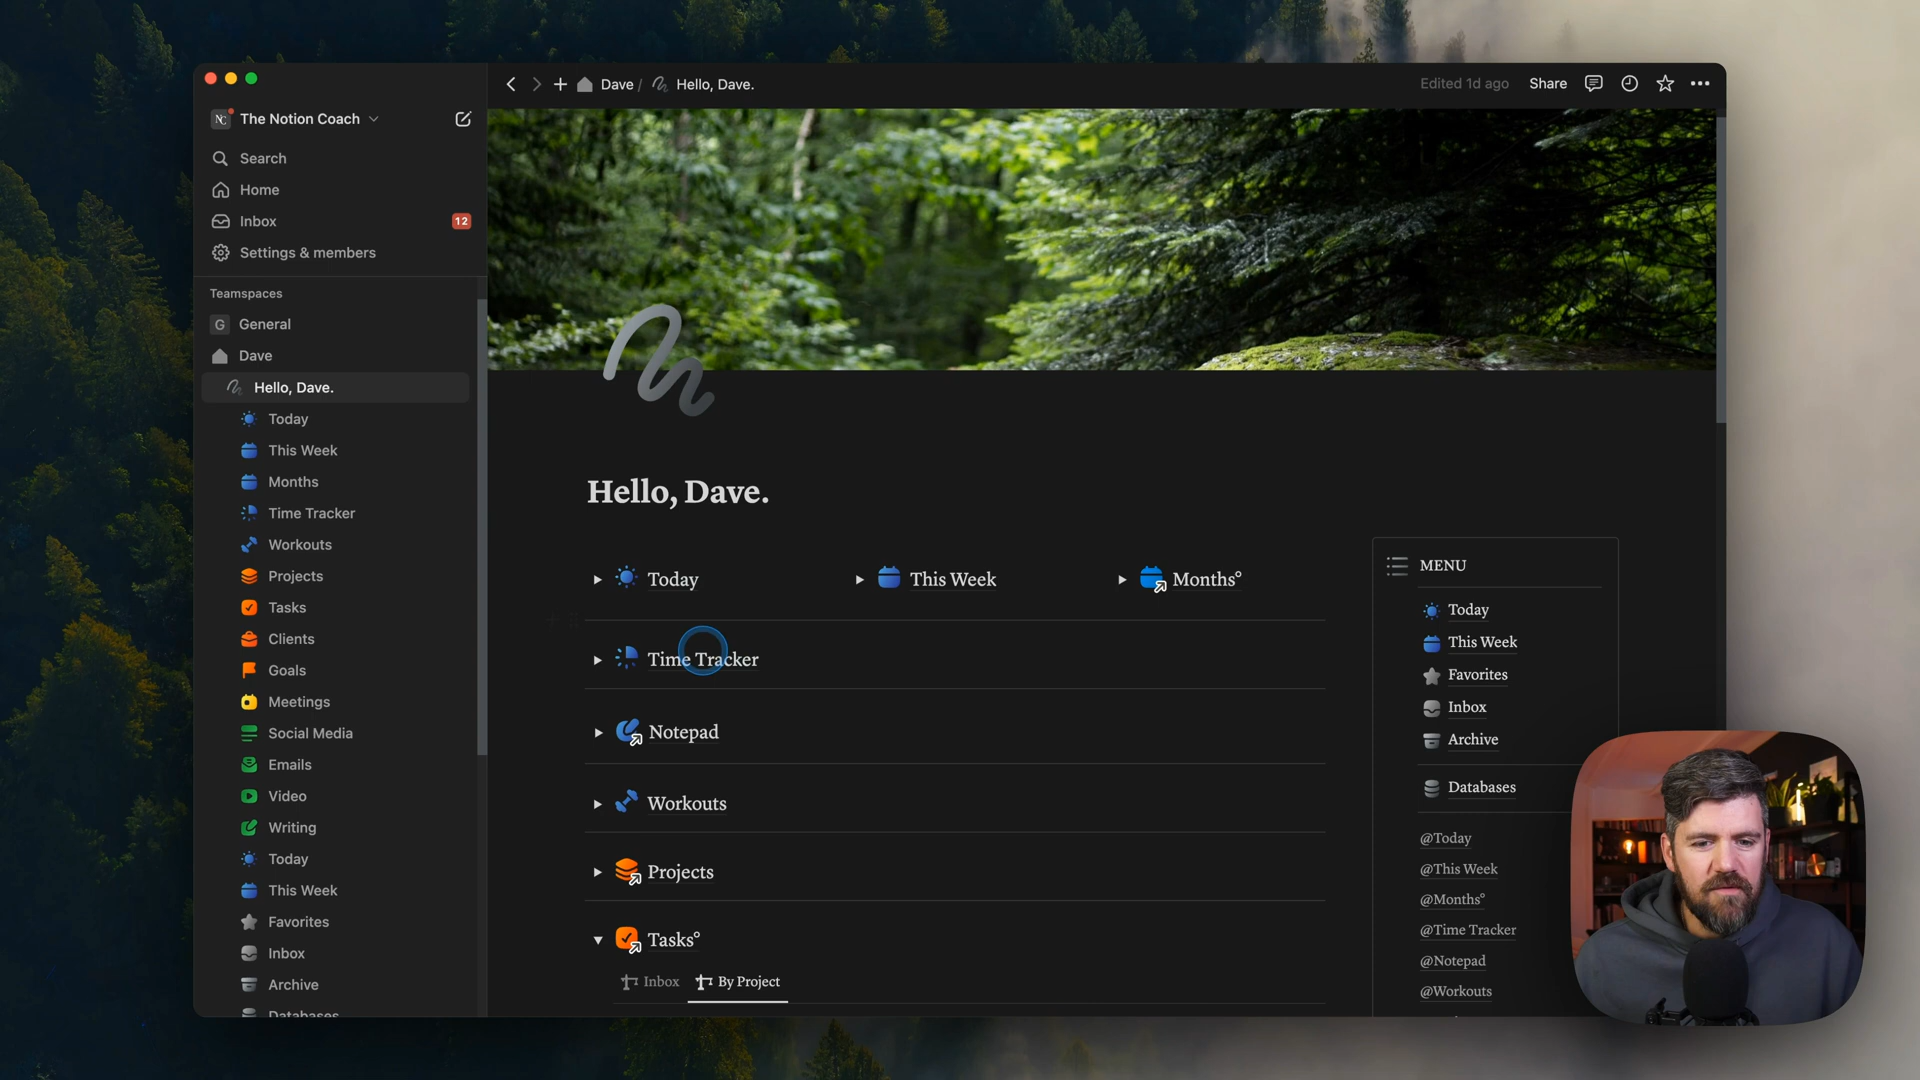 Dave / Hello, Dave.
Edited 1d ago
Share
NC The Notion Coach
Search
Home
Inbox 12
Settings & members
Teamspaces
G General
Dave
Hello, Dave.
Today
This Week
Months
Time Tracker
Workouts
Projects
Tasks
Clients
Goals
Meetings
Social Media
Emails
Video
Writing
Today
This Week
Favorites
Inbox
Archive
Databases
Hello, Dave.
Today
This Week
Months°
Time Tracker
Notepad
Workouts
Projects
Tasks°
Inbox
By Project
MENU
Today
This Week
Favorites
Inbox
Archive
Databases
@Today
@This Week
@Months°
@Time Tracker
@Notepad
@Workouts